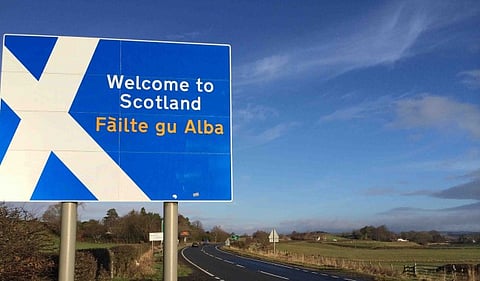 Welcome to
Scotland
Fàilte gu Alba